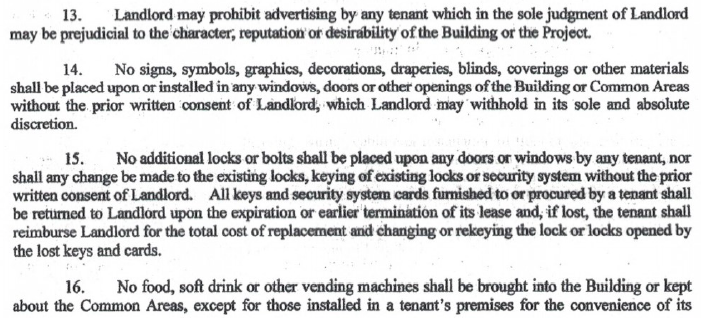 13. Landlord may prohibit advertising by any tenant which in the sole judgment of Landlord
may be prejudicial to the character, reputation or desirability of the Building or the Project.
14. No signs, symbols, graphics, decorations, draperies, blinds, coverings or other materials
shall be placed upon or installed in any windows, doors or other openings of the Building or Common Areas
without the prior written consent of Landlord, which Landlord may withhold in its sole and absolute
discretion.
15. No additional locks or bolts shall be placed upon any doors or windows by any tenant, nor
shall any change be made to the existing locks, keying of existing locks or security system without the prior
written consent of Landlord. All keys and security system cards furnished to or procured by a tenant shall
be returned to Landlord upon the expiration or earlier termination of its lease and, if lost, the tenant shall
reimburse Landlord for the total cost of replacement and changing or rekeying the lock or locks opened by
the lost keys and cards.
16. No food, soft drink or other vending machines shall be brought into the Building or kept
about the Common Areas, except for those installed in a tenant's premises for the convenience of its